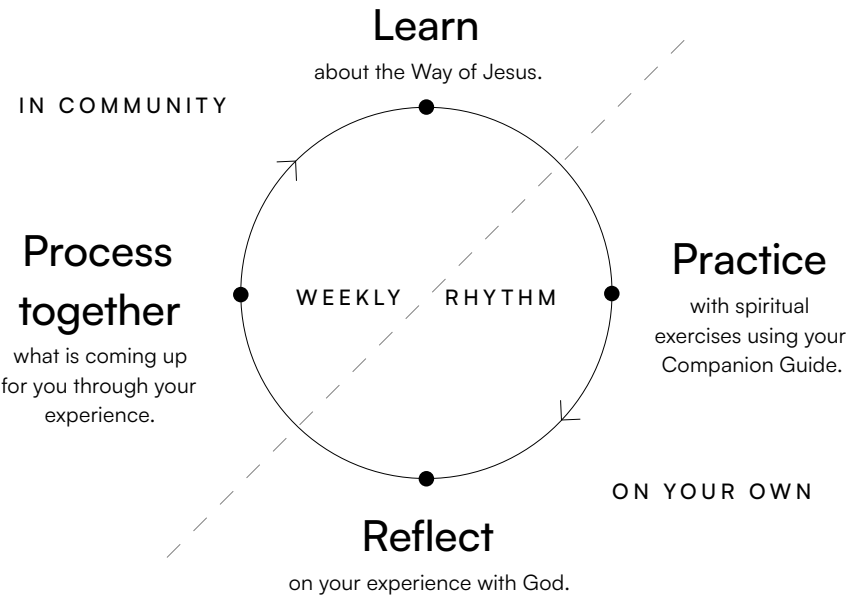 Learn
about the Way of Jesus.
IN COMMUNITY
Process
together
what is coming up
for you through your
experience.
WEEKLY RHYTHM
Practice
with spiritual
exercises using your
Companion Guide.
ON YOUR OWN
Reflect
on your experience with God.